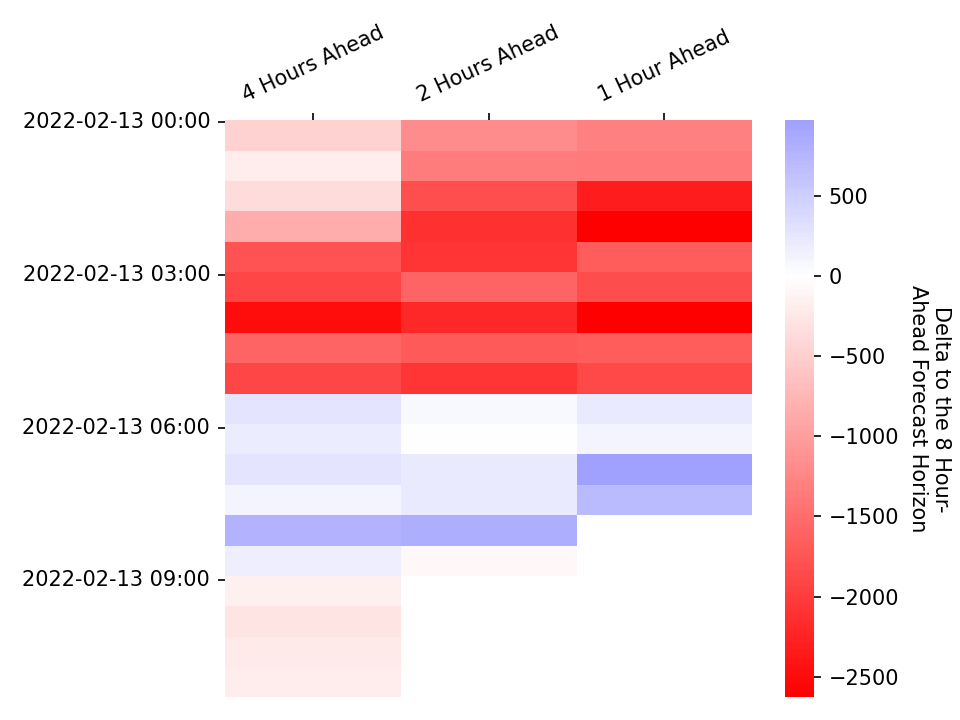 4 Hours Ahead
2 Hours Ahead
1 Hour Ahead
2022-02-13 00:00
2022-02-13 03:00
2022-02-13 06:00
2022-02-13 09:00
500
0
−500
−1000
−1500
−2000
−2500
Delta to the 8 Hour-
Ahead Forecast Horizon